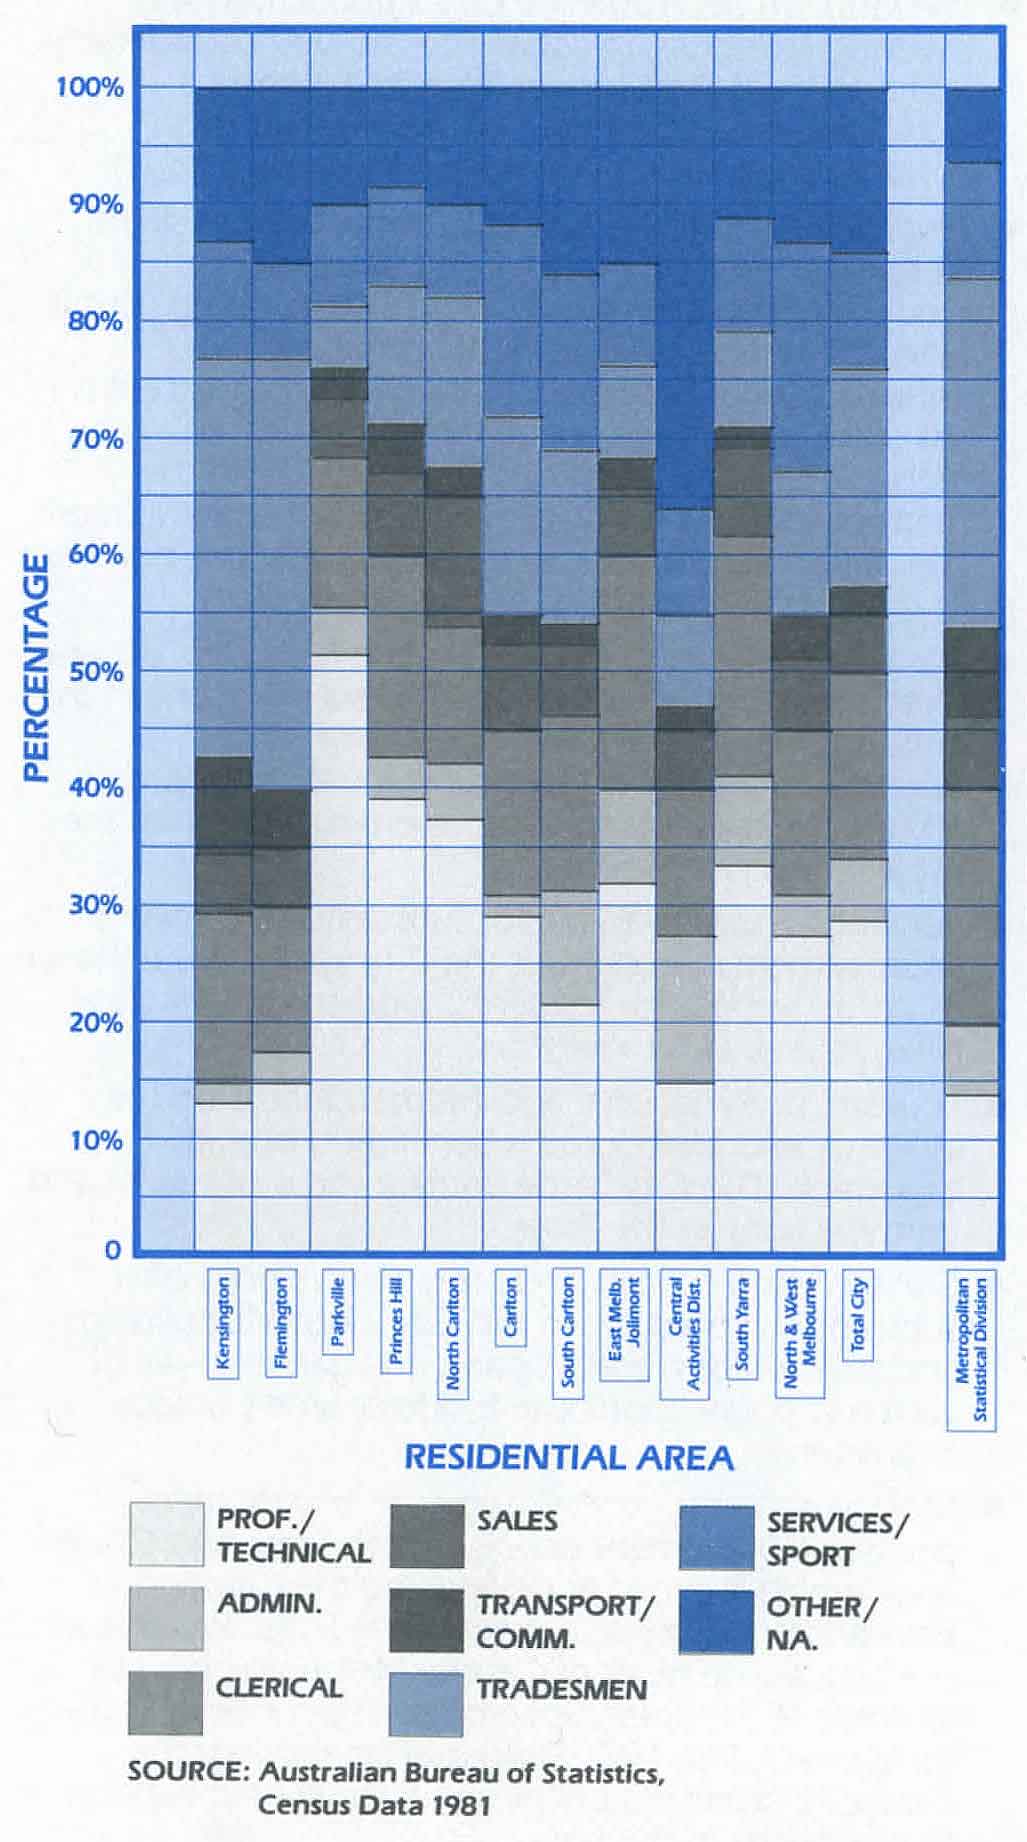 100%
90%
80%
70%
60%
50%
40%
30%
20%
10%
0
PERCENTAGE
Kensington
Flemington
Parkville
Princes Hill
North Carlton
Carlton
South Carlton
East Melb.
Jolimont
Central
Activities Dist.
South Yarra
North & West
Melbourne
Total City
Metropolitan
Statistical Division
RESIDENTIAL AREA
PROF./
TECHNICAL
ADMIN.
CLERICAL
SALES
TRANSPORT/
COMM.
TRADESMEN
SERVICES/
SPORT
OTHER/
NA.
SOURCE: Australian Bureau of Statistics,
Census Data 1981